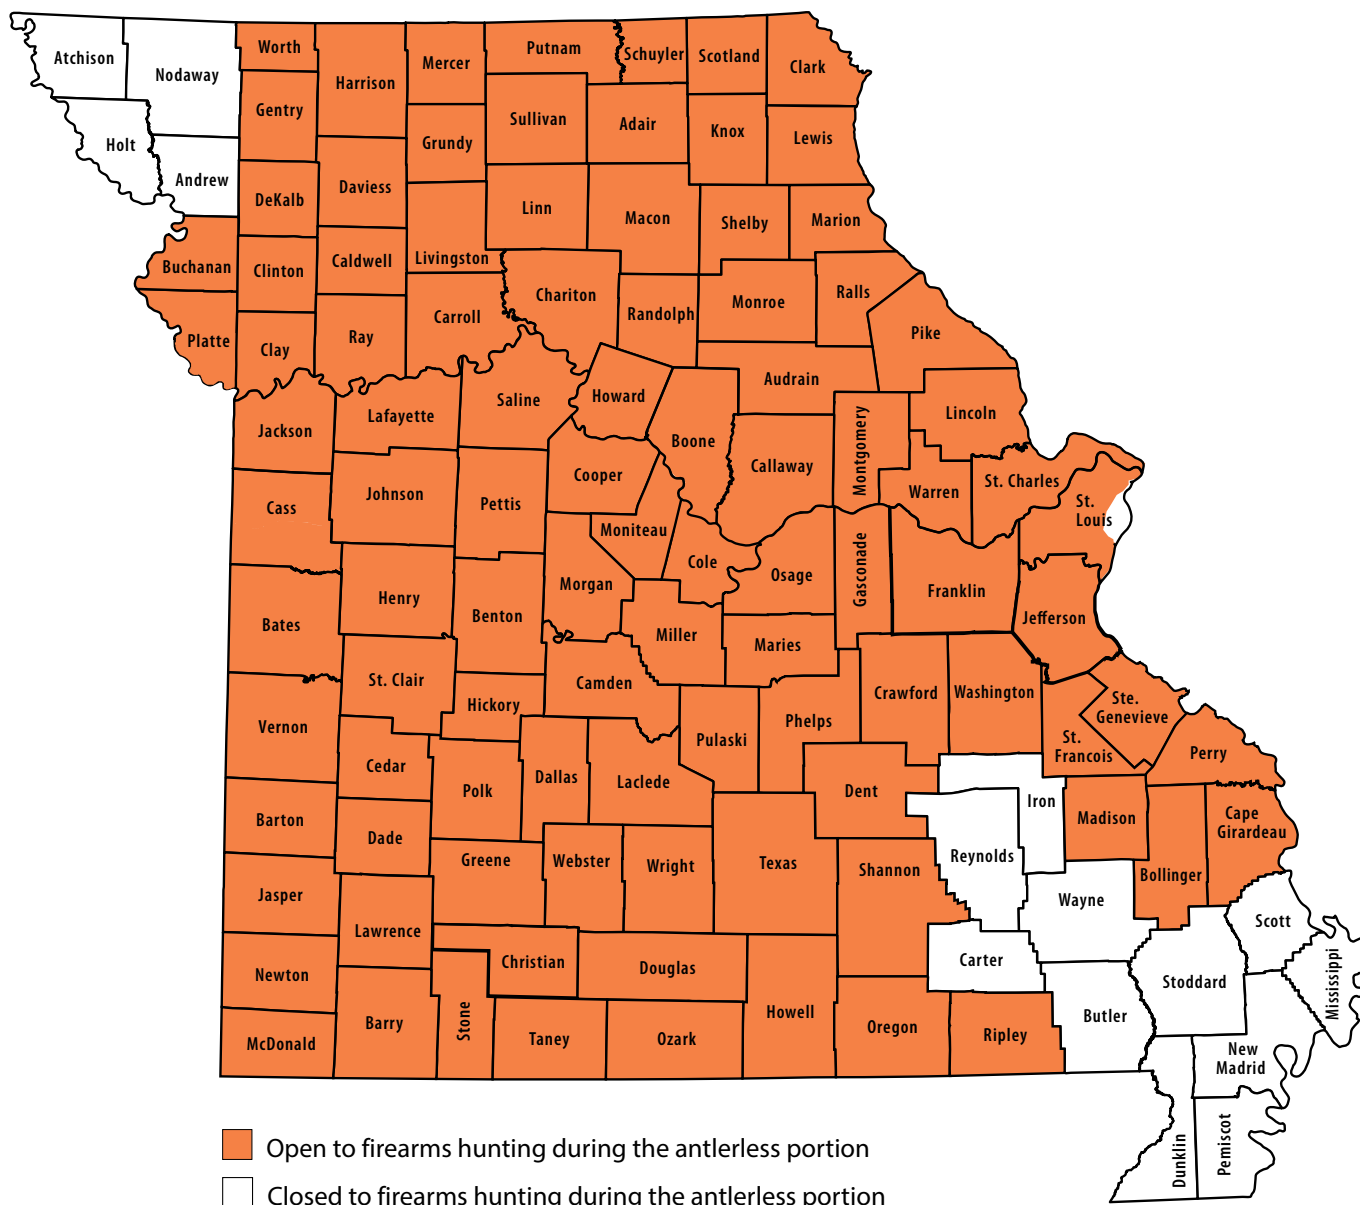 Atchison
Nodaway
Worth
Harrison
Mercer
Putnam
Schuyler
Scotland
Clark
Gentry
Sullivan
Adair
Knox
Lewis
Holt
Andrew
Grundy
DeKalb
Daviess
Linn
Macon
Shelby
Marion
Buchanan
Clinton
Caldwell
Livingston
Chariton
Randolph
Monroe
Ralls
Pike
Platte
Clay
Ray
Carroll
Audrain
Jackson
Lafayette
Saline
Howard
Boone
Callaway
Montgomery
Lincoln
Warren
St. Charles
St.
Louis
Cass
Johnson
Pettis
Cooper
Moniteau
Cole
Osage
Gasconade
Franklin
Jefferson
Bates
Henry
Benton
Morgan
Miller
Maries
Vernon
St. Clair
Hickory
Camden
Pulaski
Phelps
Crawford
Washington
St.
Francois
Ste.
Genevieve
Perry
Cedar
Polk
Dallas
Laclede
Dent
Iron
Madison
Cape
Girardeau
Barton
Dade
Greene
Webster
Wright
Texas
Shannon
Reynolds
Bollinger
Wayne
Scott
Mississippi
Jasper
Lawrence
Christian
Douglas
Carter
Stoddard
Newton
Barry
Stone
Taney
Ozark
Howell
Oregon
Ripley
Butler
New
Madrid
McDonald
Dunklin
Pemiscot
Open to firearms hunting during the antlerless portion
Closed to firearms hunting during the antlerless portion